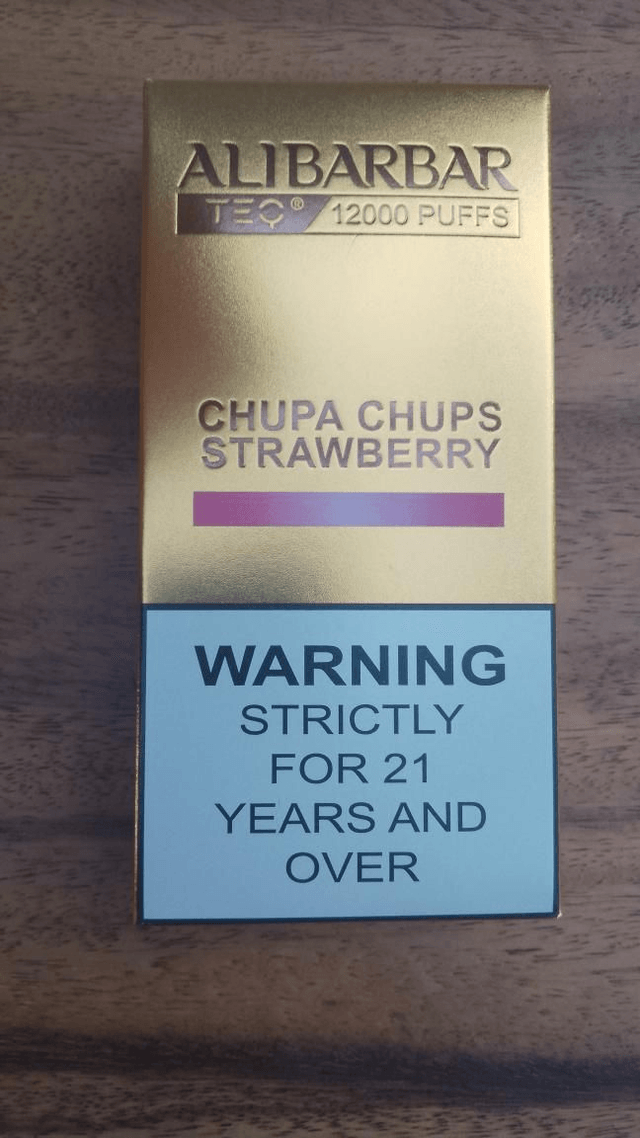 ALIBARBAR
TEQ® 12000 PUFFS
CHUPA CHUPS
STRAWBERRY
WARNING
STRICTLY
FOR 21
YEARS AND
OVER